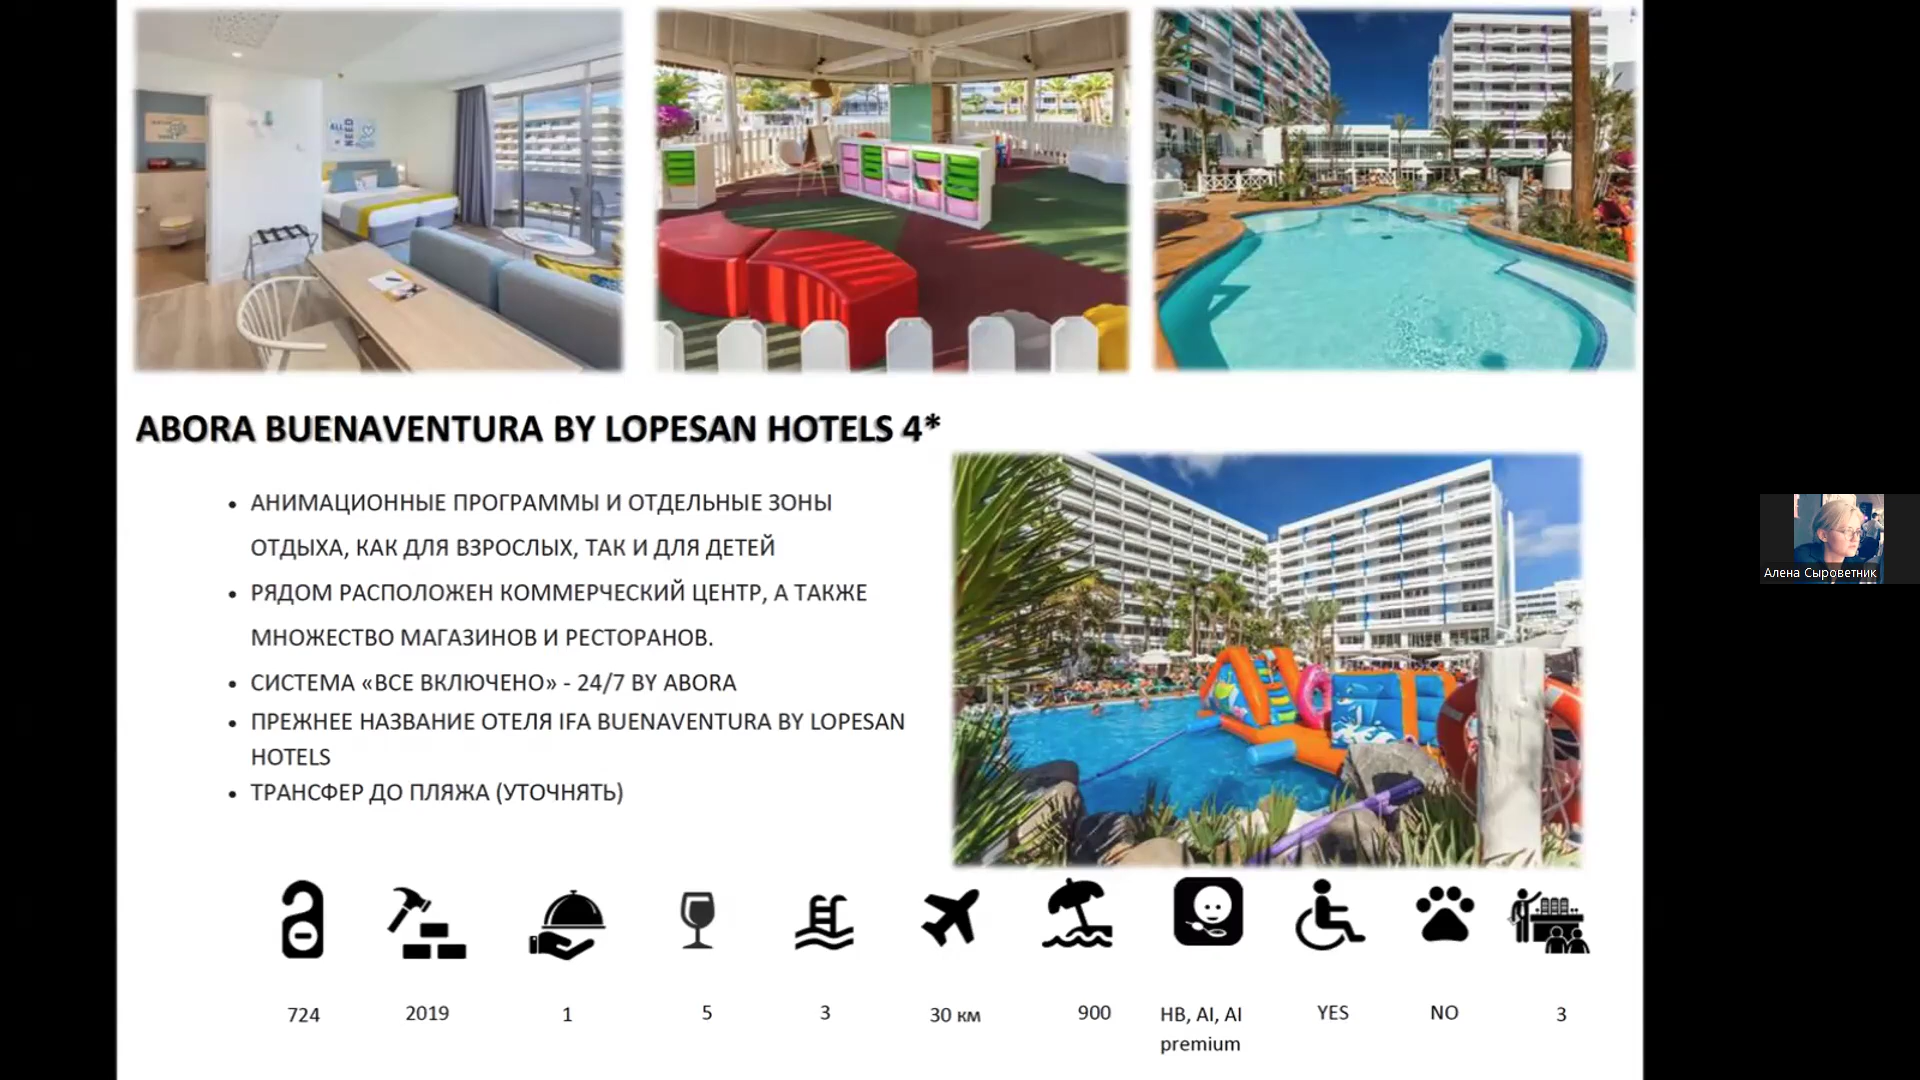 ALL
NEED
ABORA BUENAVENTURA BY LOPESAN HOTELS 4*
• АНИМАЦИОННЫЕ ПРОГРАММЫ И ОТДЕЛЬНЫЕ ЗОНЫ
ОТДЫХА, КАК ДЛЯ ВЗРОСЛЫХ, ТАК И ДЛЯ ДЕТЕЙ
• РЯДОМ РАСПОЛОЖЕН КОММЕРЧЕСКИЙ ЦЕНТР, А ТАКЖЕ
МНОЖЕСТВО МАГАЗИНОВ И РЕСТОРАНОВ.
• СИСТЕМА «ВСЕ ВКЛЮЧЕНО» - 24/7 BY ABORA
• ПРЕЖНЕЕ НАЗВАНИЕ ОТЕЛЯ IFA BUENAVENTURA BY LOPESAN
HOTELS
• ТРАНСФЕР ДО ПЛЯЖА (УТОЧНЯТЬ)
Алена Сыроветник
724 2019 1 5 3 30 км 900 HB, AI, AI YES NO 3
premium